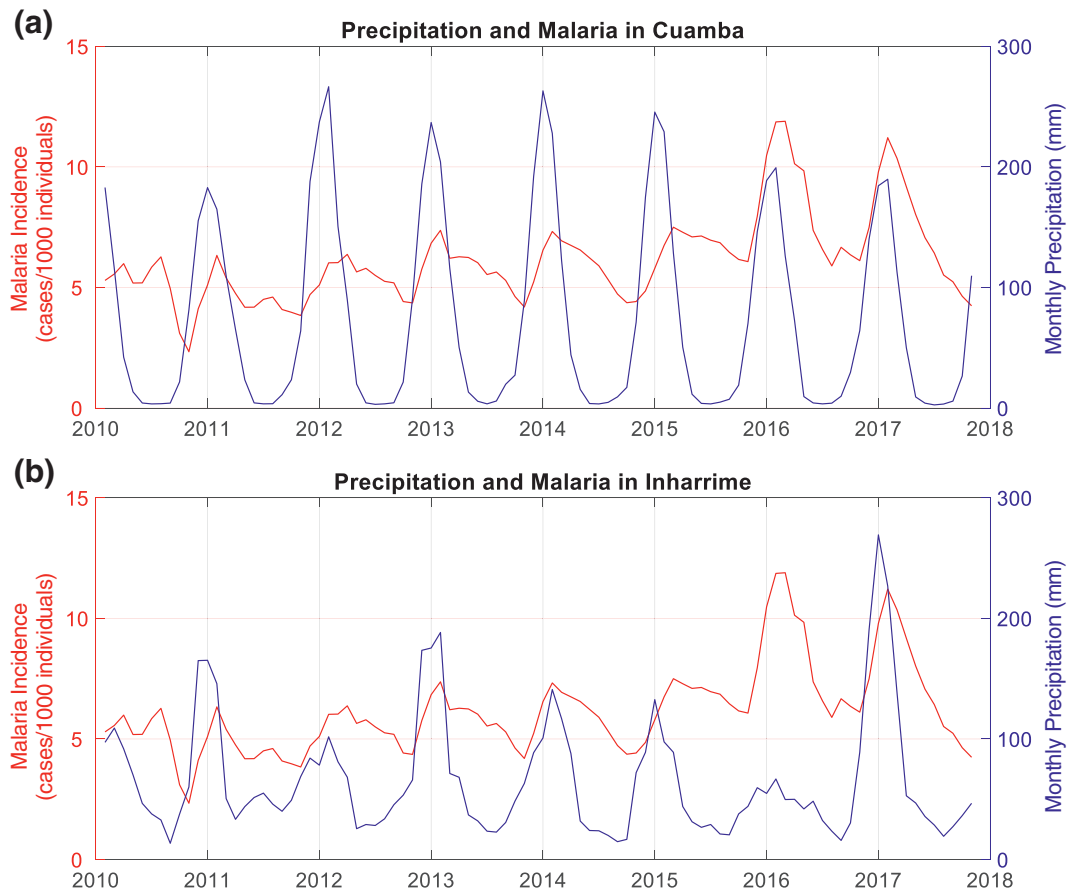 (a)
Precipitation and Malaria in Cuamba
15
10
5
0
Malaria Incidence
(cases/1000 individuals)
300
200
100
0
Monthly Precipitation (mm)
2010 2011 2012 2013 2014 2015 2016 2017 2018
(b)
Precipitation and Malaria in Inharrime
15
10
5
0
Malaria Incidence
(cases/1000 individuals)
300
200
100
0
Monthly Precipitation (mm)
2010 2011 2012 2013 2014 2015 2016 2017 2018